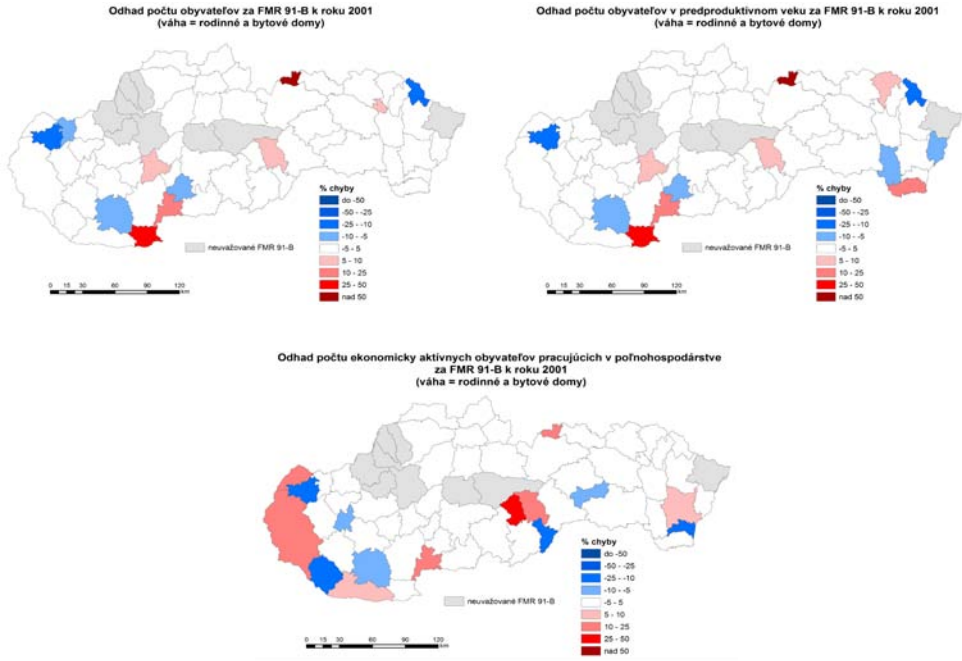 Odhad počtu obyvateľov za FMR 91-B k roku 2001
(váha = rodinné a bytové domy)
% chyby
do -50
-50 - -25
-25 - -10
-10 - -5
-5 - 5
5 - 10
10 - 25
25 - 50
nad 50
neuvažované FMR 91-B
0 15 30 60 90 120
km
Odhad počtu obyvateľov v predproduktívnom veku za FMR 91-B k roku 2001
(váha = rodinné a bytové domy)
% chyby
do -50
-50 - -25
-25 - -10
-10 - -5
-5 - 5
5 - 10
10 - 25
25 - 50
nad 50
neuvažované FMR 91-B
0 15 30 60 90 120
km
Odhad počtu ekonomicky aktívnych obyvateľov pracujúcich v poľnohospodárstve
za FMR 91-B k roku 2001
(váha = rodinné a bytové domy)
% chyby
do -50
-50 - -25
-25 - -10
-10 - -5
-5 - 5
5 - 10
10 - 25
25 - 50
nad 50
neuvažované FMR 91-B
0 15 30 60 90 120
km